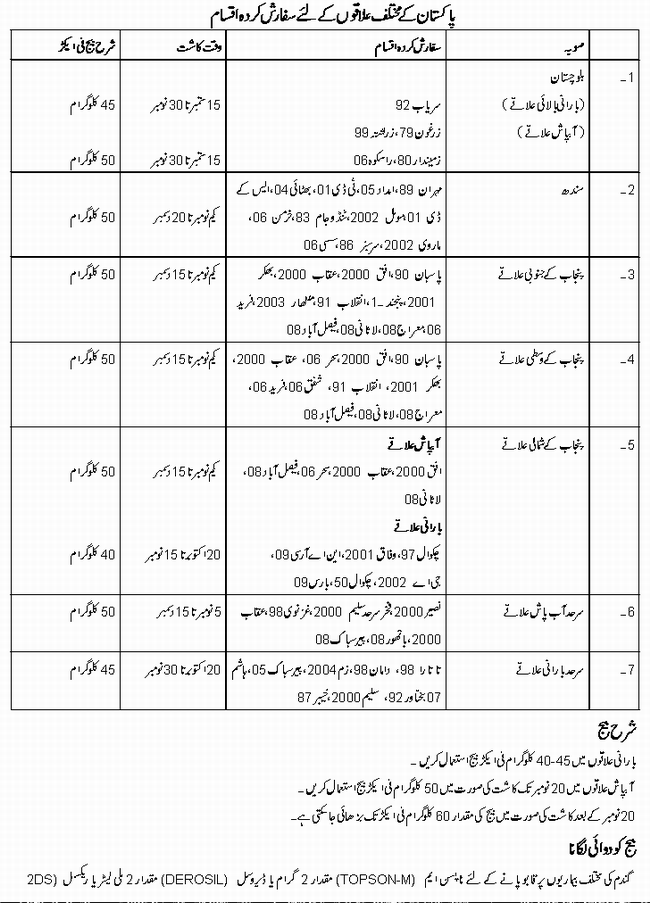 پاکستان کے مختلف علاقوں کے لئے سفارش کردہ اقسام
صوبہ سفارش کردہ اقسام وقت کاشت شرح بیج فی ایکڑ
1۔ بلوچستان
(بارانی بالائی علاقے) سریاب 92 15 ستمبر تا 30 نومبر 45 کلوگرام
(آبپاش علاقے) زرغون 79، زرلشتہ 99
زمیندار 80، راسکوہ 06 15 ستمبر تا 30 نومبر 50 کلوگرام
2۔ سندھ مہران 89، امداد 05، ٹی ڈی 01، بھٹائی 04، ایس کے
ڈی 01، مومل 2002، ٹنڈو جام 83، خرمن 06، یکم نومبر تا 20 دسمبر 50 کلوگرام
ماروی 2002، سرسبز 86، سسی 06
3۔ پنجاب کے جنوبی علاقے پاسبان 90، افق 2000، عقاب 2000، بھکر یکم نومبر تا 15 دسمبر 50 کلوگرام
2001، پنجند ۔1، انقلاب 91، منٹھار 2003، فرید
06، معراج 08، لاثانی 08، فیصل آباد 08
4۔ پنجاب کے وسطی علاقے پاسبان 90، افق 2000، سحر 06، عقاب 2000، یکم نومبر تا 15 دسمبر 50 کلوگرام
بھکر 2001، انقلاب 91، شفق 06، فرید 06،
معراج 08، لاثانی 08، فیصل آباد 08
5۔ پنجاب کے شمالی علاقے آبپاش علاقے
افق 2000، عقاب 2000، سحر 06، فیصل آباد 08، یکم نومبر تا 15 دسمبر 50 کلوگرام
لاثانی 08
بارانی علاقے
چکوال 97، وفاق 2001، این اے آر سی 09، 20 اکتوبر تا 15 نومبر 40 کلوگرام
جی اے 2002، چکوال 50، بارس 09
6۔ سرحد آب پاش علاقے نصیر 2000، فخر سرحد، سلیم 2000، غزنوی 98، عقاب 5 نومبر تا 15 دسمبر 50 کلوگرام
2000، ہاتھور 08، پیر سباک 08
7۔ سرحد بارانی علاقے تاتارا 98، دامان 98، زم 2004، پیر سباک 05، ہاشم 20 اکتوبر تا 30 نومبر 45 کلوگرام
07، بختاور 92، سلیم 2000، خیبر 87
شرح بیج
بارانی علاقوں میں 45-40 کلوگرام فی ایکڑ بیج استعمال کریں۔
آبپاش علاقوں میں 20 نومبر تک کاشت کی صورت میں 50 کلوگرام فی ایکڑ بیج استعمال کریں۔
20 نومبر کے بعد کاشت کی صورت میں بیج کی مقدار 60 کلوگرام فی ایکڑ تک بڑھائی جاسکتی ہے۔
بیج کو دوائی لگانا
گندم کی مختلف بیماریوں پر قابو پانے کے لئے ٹاپسن ایم (TOPSON-M) مقدار 2 گرام یا ڈیروسل (DEROSIL) مقدار 2 ملی لیٹر یا ریکسل (2DS